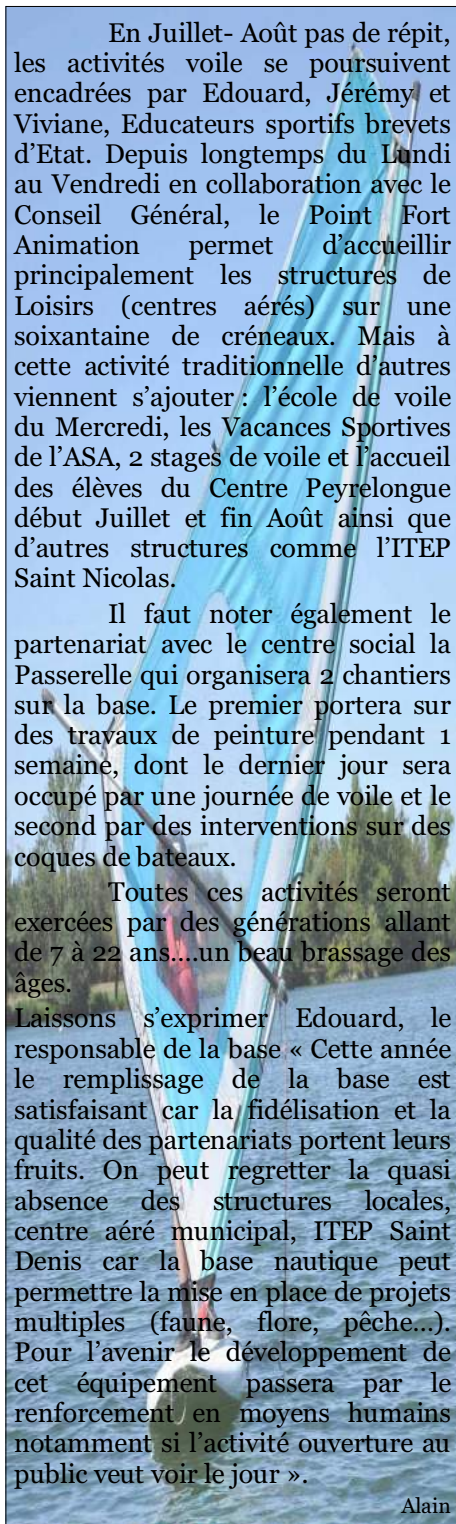 En Juillet- Août pas de répit,
les activités voile se poursuivent
encadrées par Edouard, Jérémy et
Viviane, Educateurs sportifs brevets
d'Etat. Depuis longtemps du Lundi
au Vendredi en collaboration avec le
Conseil Général, le Point Fort
Animation permet d'accueillir
principalement les structures de
Loisirs (centres aérés) sur une
soixantaine de créneaux. Mais à
cette activité traditionnelle d'autres
viennent s'ajouter : l'école de voile
du Mercredi, les Vacances Sportives
de l'ASA, 2 stages de voile et l'accueil
des élèves du Centre Peyrelongue
début Juillet et fin Août ainsi que
d'autres structures comme l'ITEP
Saint Nicolas.
Il faut noter également le
partenariat avec le centre social la
Passerelle qui organisera 2 chantiers
sur la base. Le premier portera sur
des travaux de peinture pendant 1
semaine, dont le dernier jour sera
occupé par une journée de voile et le
second par des interventions sur des
coques de bateaux.
Toutes ces activités seront
exercées par des générations allant
de 7 à 22 ans....un beau brassage des
âges.
Laissons s'exprimer Edouard, le
responsable de la base « Cette année
le remplissage de la base est
satisfaisant car la fidélisation et la
qualité des partenariats portent leurs
fruits. On peut regretter la quasi
absence des structures locales,
centre aéré municipal, ITEP Saint
Denis car la base nautique peut
permettre la mise en place de projets
multiples (faune, flore, pêche...).
Pour l'avenir le développement de
cet équipement passera par le
renforcement en moyens humains
notamment si l'activité ouverture au
public veut voir le jour ».
Alain